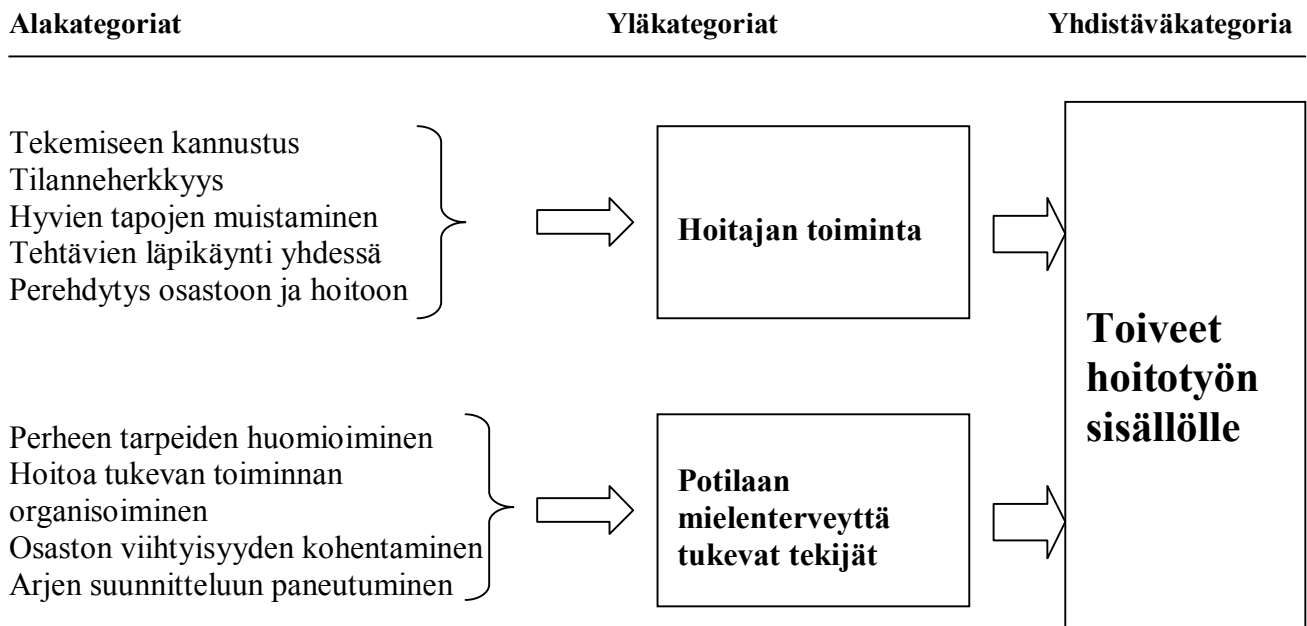 Alakategoriat Yläkategoriat Yhdistäväkategoria
Tekemiseen kannustus
Tilanneherkkyys
Hyvien tapojen muistaminen
Tehtävien läpikäynti yhdessä
Perehdytys osastoon ja hoitoon
Hoitajan toiminta
Perheen tarpeiden huomioiminen
Hoitoa tukevan toiminnan
organisoiminen
Osaston viihtyisyyden kohentaminen
Arjen suunnitteluun paneutuminen
Potilaan
mielenterveyttä
tukevat tekijät
Toiveet
hoitotyön
sisällölle